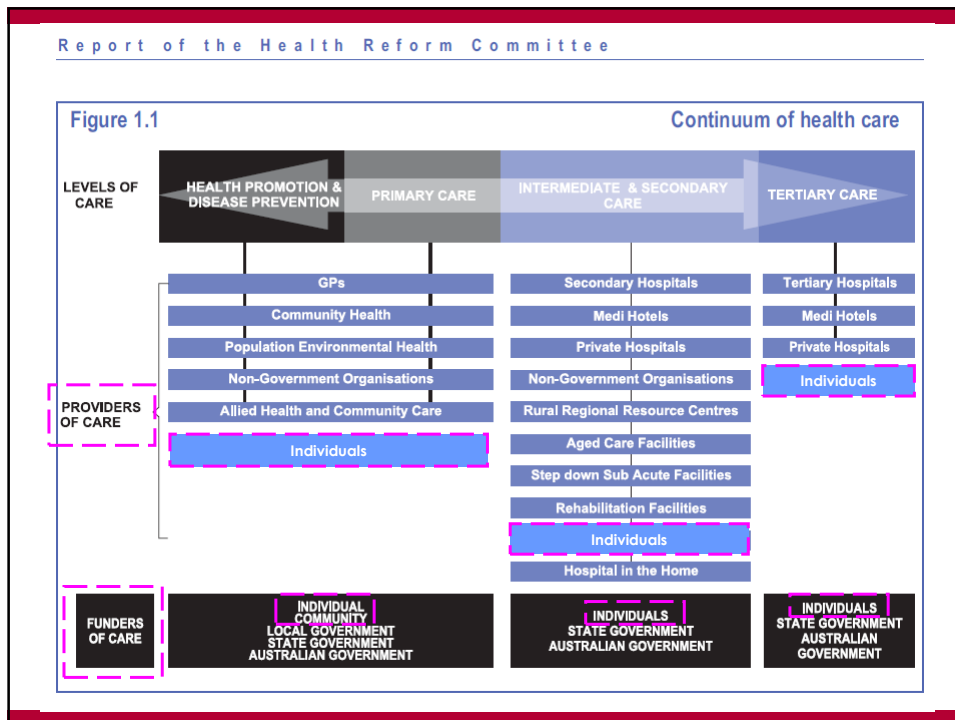 Report of the Health Reform Committee
Figure 1.1
Continuum of health care
LEVELS OF
CARE
HEALTH PROMOTION &
DISEASE PREVENTION
PRIMARY CARE
INTERMEDIATE & SECONDARY
CARE
TERTIARY CARE
PROVIDERS
OF CARE
GPs
Community Health
Population Environmental Health
Non-Government Organisations
Allied Health and Community Care
Individuals
Secondary Hospitals
Medi Hotels
Private Hospitals
Non-Government Organisations
Rural Regional Resource Centres
Aged Care Facilities
Step down Sub Acute Facilities
Rehabilitation Facilities
Individuals
Hospital in the Home
Tertiary Hospitals
Medi Hotels
Private Hospitals
Individuals
FUNDERS
OF CARE
INDIVIDUAL
COMMUNITY
LOCAL GOVERNMENT
STATE GOVERNMENT
AUSTRALIAN GOVERNMENT
INDIVIDUALS
STATE GOVERNMENT
AUSTRALIAN GOVERNMENT
INDIVIDUALS
STATE GOVERNMENT
AUSTRALIAN
GOVERNMENT